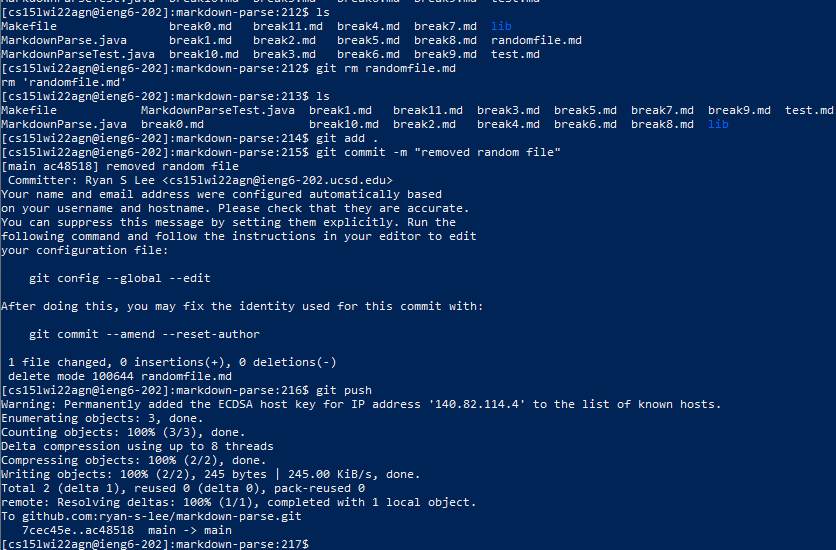 [cs15lwi22agn@ieng6-202]:markdown-parse:212$ ls
Makefile break0.md break11.md break4.md break7.md lib
MarkdownParse.java break1.md break2.md break5.md break8.md randomfile.md
MarkdownParseTest.java break10.md break3.md break6.md break9.md test.md
[cs15lwi22agn@ieng6-202]:markdown-parse:212$ git rm randomfile.md
rm 'randomfile.md'
[cs15lwi22agn@ieng6-202]:markdown-parse:213$ ls
Makefile MarkdownParseTest.java break1.md break11.md break3.md break5.md break7.md break9.md test.md
MarkdownParse.java break0.md break10.md break2.md break4.md break6.md break8.md lib
[cs15lwi22agn@ieng6-202]:markdown-parse:214$ git add .
[cs15lwi22agn@ieng6-202]:markdown-parse:215$ git commit -m "removed random file"
[main ac48518] removed random file
Committer: Ryan S Lee <cs15lwi22agn@ieng6-202.ucsd.edu>
Your name and email address were configured automatically based
on your username and hostname. Please check that they are accurate.
You can suppress this message by setting them explicitly. Run the
following command and follow the instructions in your editor to edit
your configuration file:
git config --global --edit
After doing this, you may fix the identity used for this commit with:
git commit --amend --reset-author
1 file changed, 0 insertions(+), 0 deletions(-)
delete mode 100644 randomfile.md
[cs15lwi22agn@ieng6-202]:markdown-parse:216$ git push
Warning: Permanently added the ECDSA host key for IP address '140.82.114.4' to the list of known hosts.
Enumerating objects: 3, done.
Counting objects: 100% (3/3), done.
Delta compression using up to 8 threads
Compressing objects: 100% (2/2), done.
Writing objects: 100% (2/2), 245 bytes | 245.00 KiB/s, done.
Total 2 (delta 1), reused 0 (delta 0), pack-reused 0
remote: Resolving deltas: 100% (1/1), completed with 1 local object.
To github.com:ryan-s-lee/markdown-parse.git
7cec45e..ac48518 main -> main
[cs15lwi22agn@ieng6-202]:markdown-parse:217$